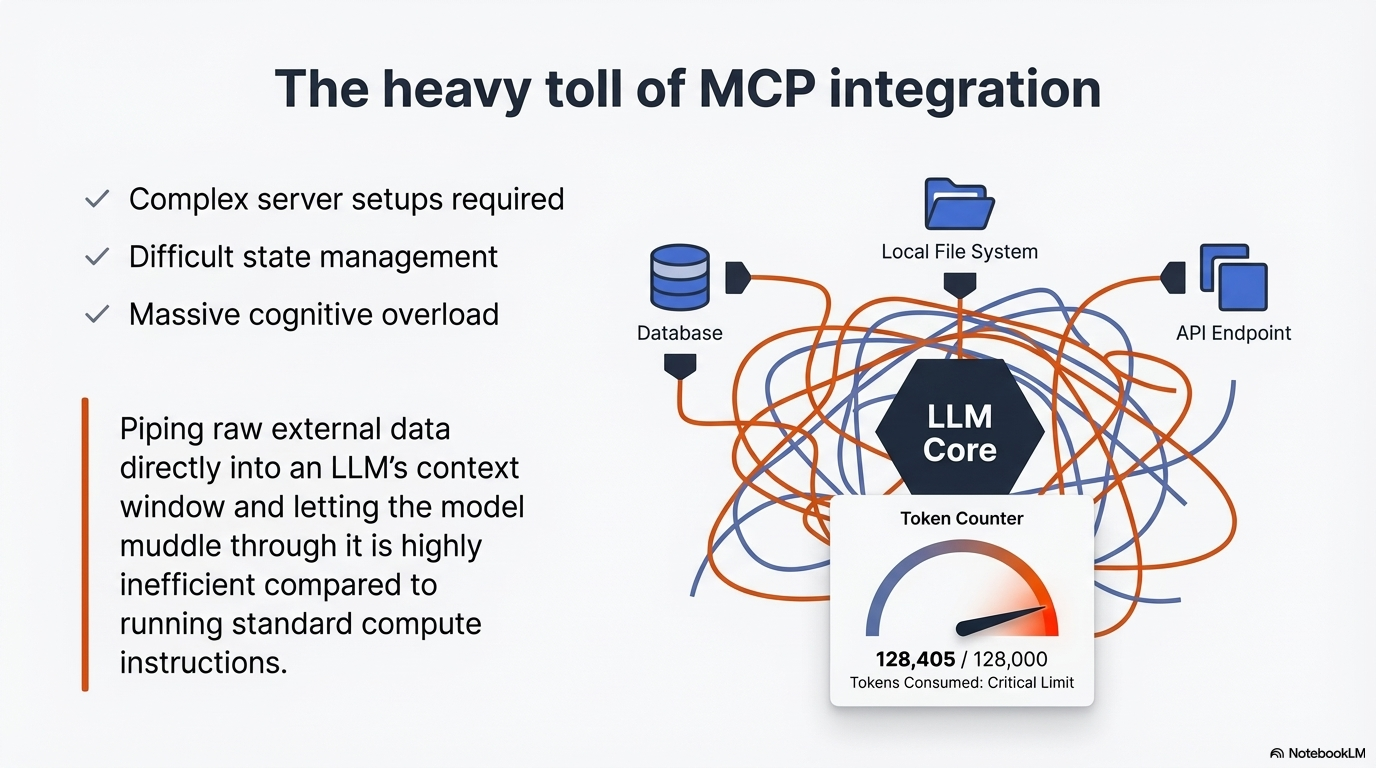 The heavy toll of MCP integration
Complex server setups required
Difficult state management
Massive cognitive overload
Piping raw external data
directly into an LLM’s context
window and letting the model
muddle through it is highly
inefficient compared to
running standard compute
instructions.
Local File System
Database
API Endpoint
LLM
Core
Token Counter
128,405 / 128,000
Tokens Consumed: Critical Limit
NotebookLM